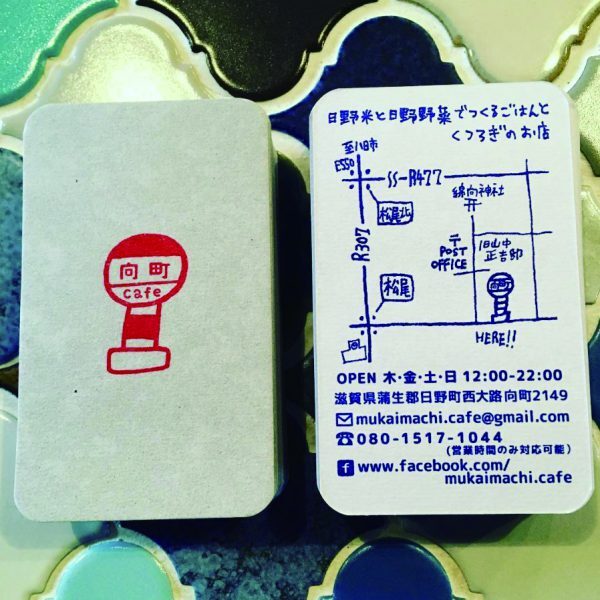 向町
cafe
日野米と日野野菜でつくるごはんと
くつろぎのお店
至八日市
ESSO
R477
綿向神社
松尾北
R307
〒
POST
OFFICE
旧山中
正吉邸
松尾
向町
HERE!!
OPEN 木・金・土・日 12:00-22:00
滋賀県蒲生郡日野町西大路向町2149
mukaimachi.cafe@gmail.com
080-1517-1044
(営業時間のみ対応可能)
f www.facebook.com/
mukaimachi.cafe